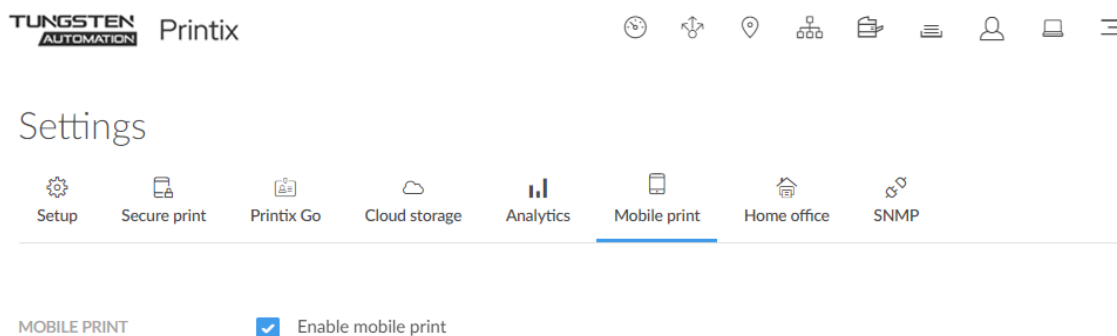 TUNGSTEN
AUTOMATION
Printix
Settings
Setup
Secure print
Printix Go
Cloud storage
Analytics
Mobile print
Home office
SNMP
MOBILE PRINT
Enable mobile print